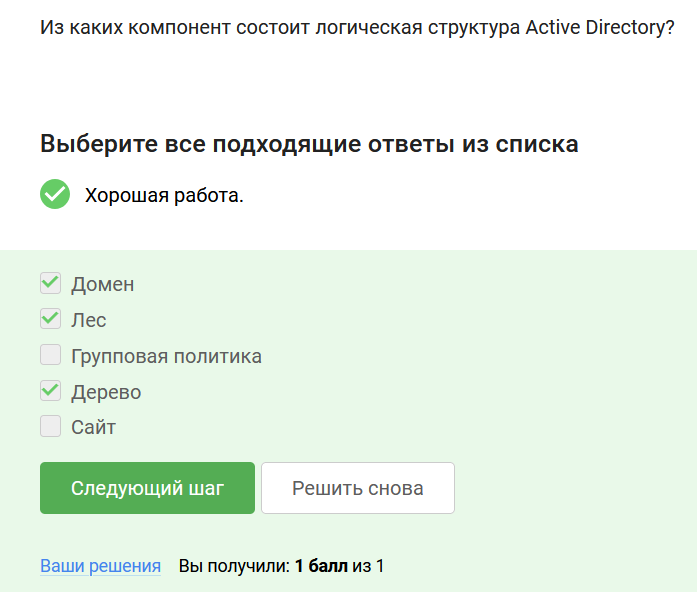 Из каких компонент состоит логическая структура Active Directory?
Выберите все подходящие ответы из списка
Хорошая работа.
Домен
Лес
Групповая политика
Дерево
Сайт
Следующий шаг
Решить снова
Ваши решения Вы получили: 1 балл из 1